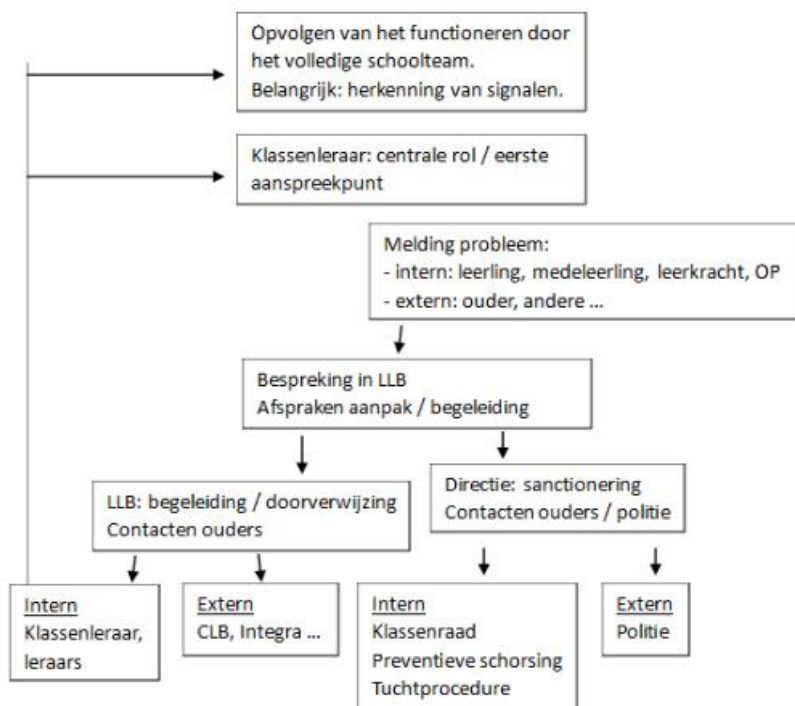 Opvolgen van het functioneren door
het volledige schoolteam.
Belangrijk: herkenning van signalen.
Klassenleraar: centrale rol / eerste
aanspreekpunt
Melding probleem:
- intern: leerling, medeleerling, leerkracht, OP
- extern: ouder, andere ...
Bespreking in LLB
Afspraken aanpak / begeleiding
LLB: begeleiding / doorverwijzing
Contacten ouders
Directie: sanctionering
Contacten ouders / politie
Intern
Klassenleraar,
leraars
Extern
CLB, Integra ...
Intern
Klassenraad
Preventieve schorsing
Tuchtprocedure
Extern
Politie